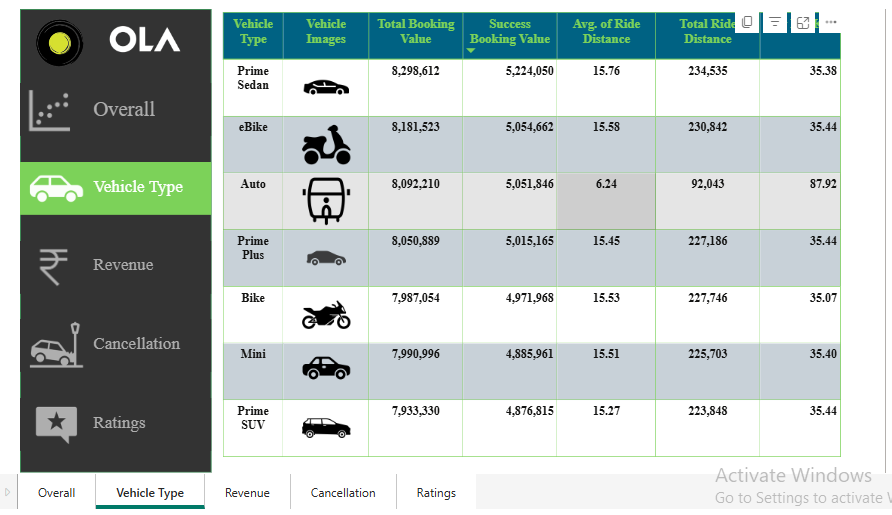 OLA
Overall
Vehicle Type
Revenue
Cancellation
Ratings
Vehicle Type Vehicle Images Total Booking Value Success Booking Value Avg. of Ride Distance Total Ride Distance
Prime Sedan 8,298,612 5,224,050 15.76 234,535 35.38
eBike 8,181,523 5,054,662 15.58 230,842 35.44
Auto 8,092,210 5,051,846 6.24 92,043 87.92
Prime Plus 8,050,889 5,015,165 15.45 227,186 35.44
Bike 7,987,054 4,971,968 15.53 227,746 35.07
Mini 7,990,996 4,885,961 15.51 225,703 35.40
Prime SUV 7,933,330 4,876,815 15.27 223,848 35.44
Activate Windows
Go to Settings to activate
Overall Vehicle Type Revenue Cancellation Ratings